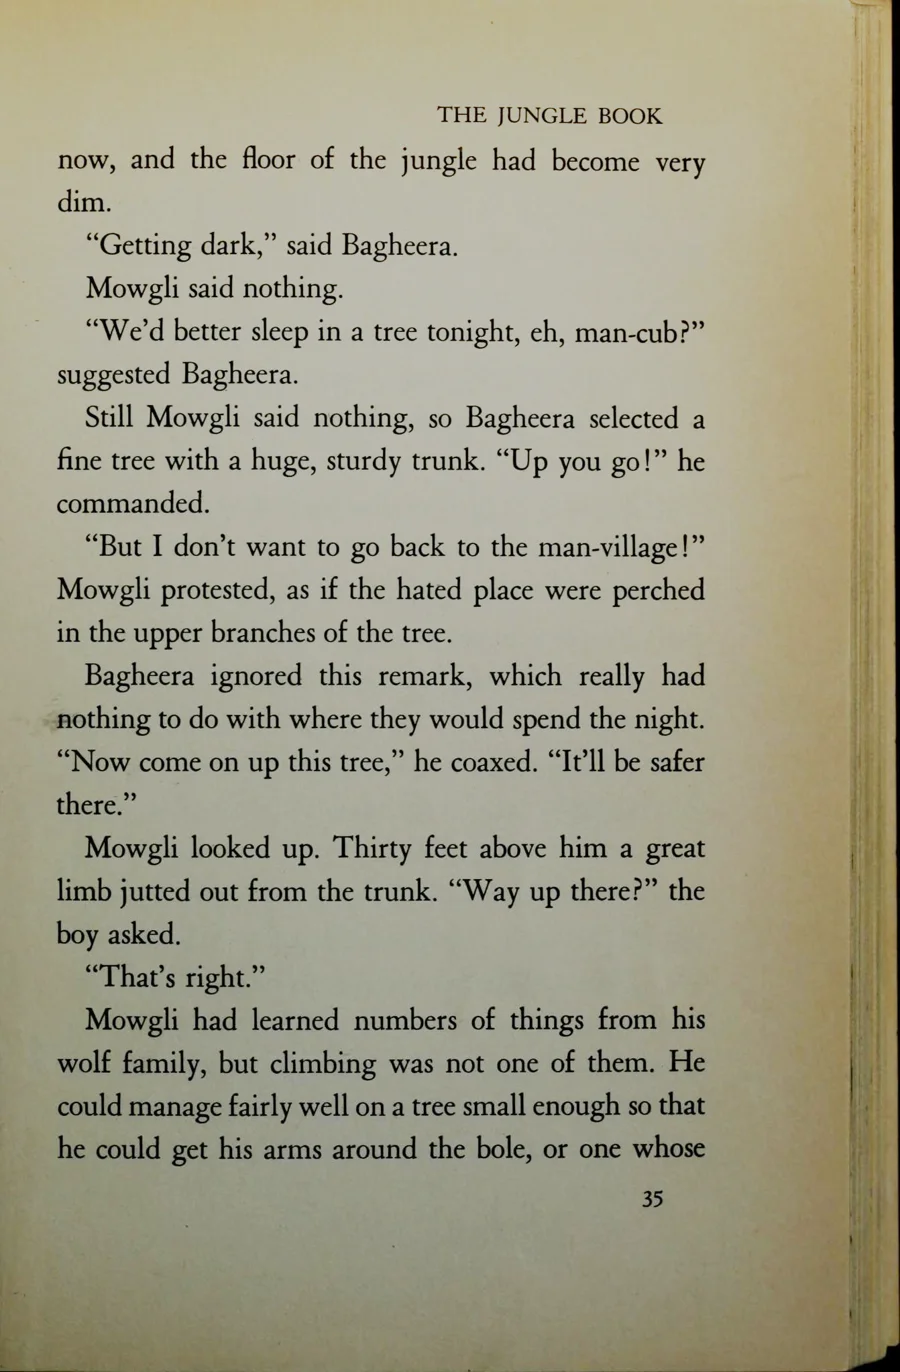 THE JUNGLE BOOK
now, and the floor of the jungle had become very
dim.
“Getting dark,” said Bagheera.
Mowgli said nothing.
“We’d better sleep in a tree tonight, eh, man-cub?”
suggested Bagheera.
Still Mowgli said nothing, so Bagheera selected a
fine tree with a huge, sturdy trunk. “Up you go!” he
commanded.
“But I don’t want to go back to the man-village!”
Mowgli protested, as if the hated place were perched
in the upper branches of the tree.
Bagheera ignored this remark, which really had
nothing to do with where they would spend the night.
“Now come on up this tree,” he coaxed. “It’ll be safer
there.”
Mowgli looked up. Thirty feet above him a great
limb jutted out from the trunk. “Way up there?” the
boy asked.
“That’s right.”
Mowgli had learned numbers of things from his
wolf family, but climbing was not one of them. He
could manage fairly well on a tree small enough so that
he could get his arms around the bole, or one whose
35